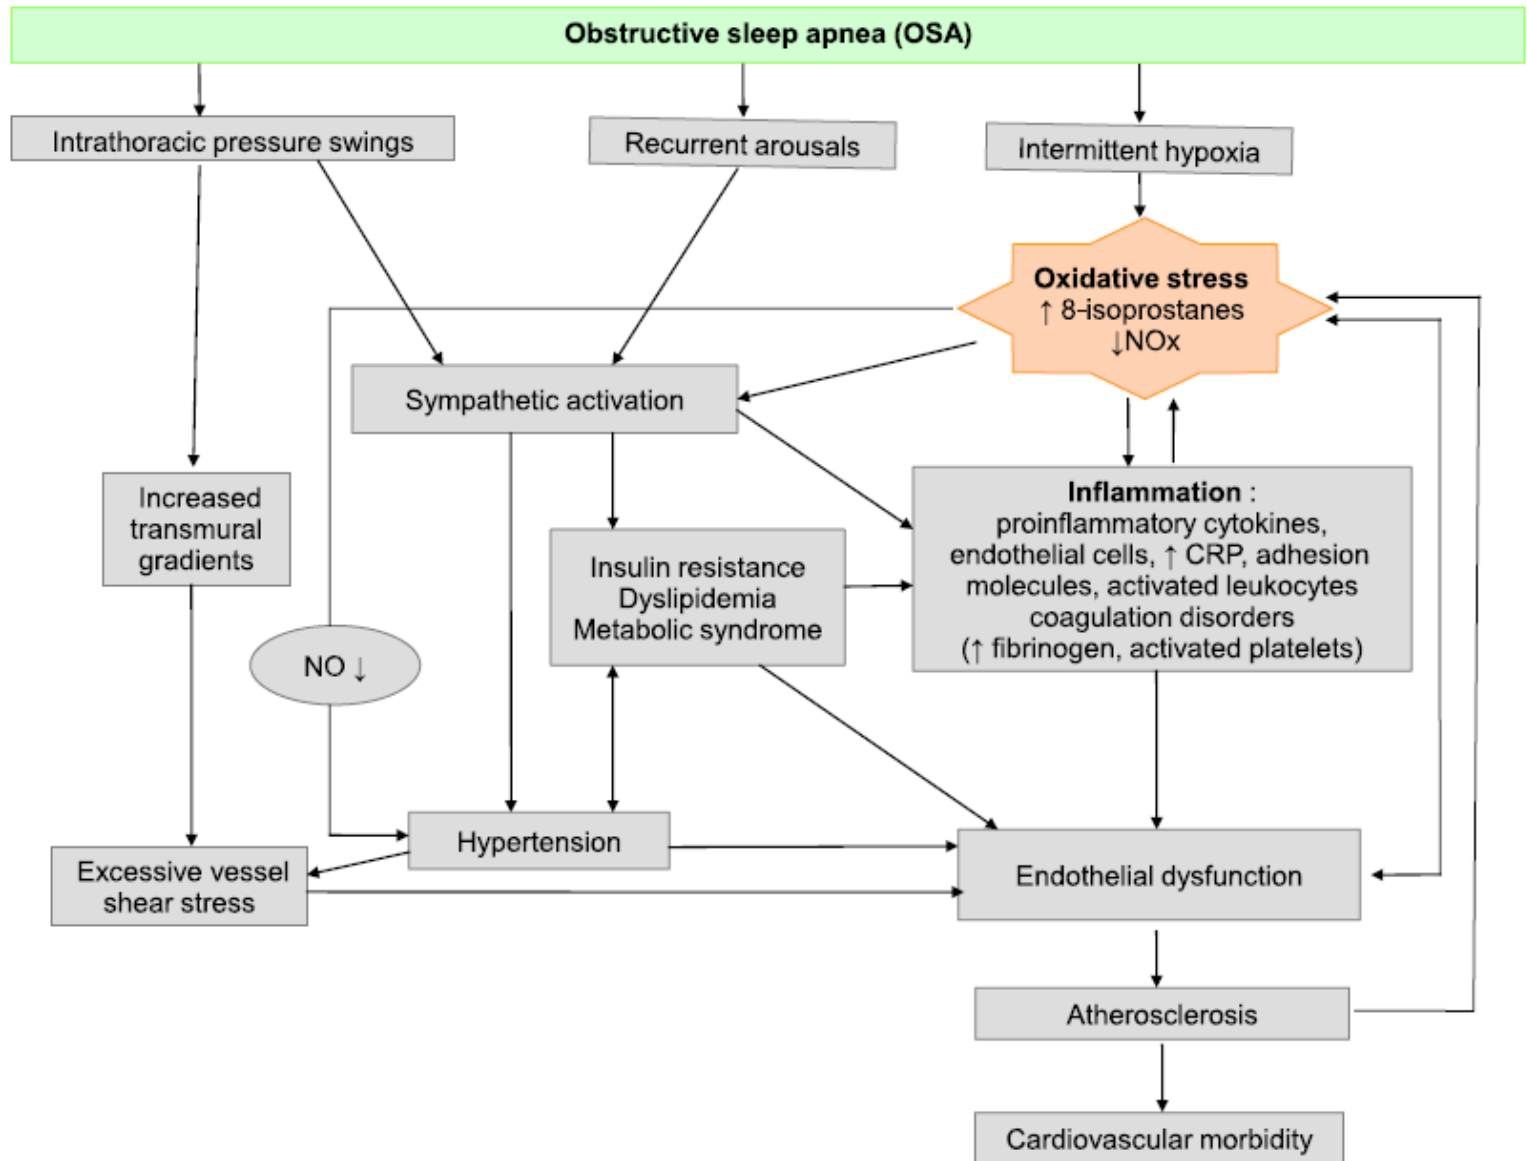 Obstructive sleep apnea (OSA)
Intrathoracic pressure swings
Recurrent arousals
Intermittent hypoxia
Oxidative stress
↑ 8-isoprostanes
↓NOx
Sympathetic activation
Increased
transmural
gradients
Inflammation :
proinflammatory cytokines,
endothelial cells, ↑ CRP, adhesion
molecules, activated leukocytes
coagulation disorders
(↑ fibrinogen, activated platelets)
Insulin resistance
Dyslipidemia
Metabolic syndrome
NO ↓
Hypertension
Excessive vessel
shear stress
Endothelial dysfunction
Atherosclerosis
Cardiovascular morbidity